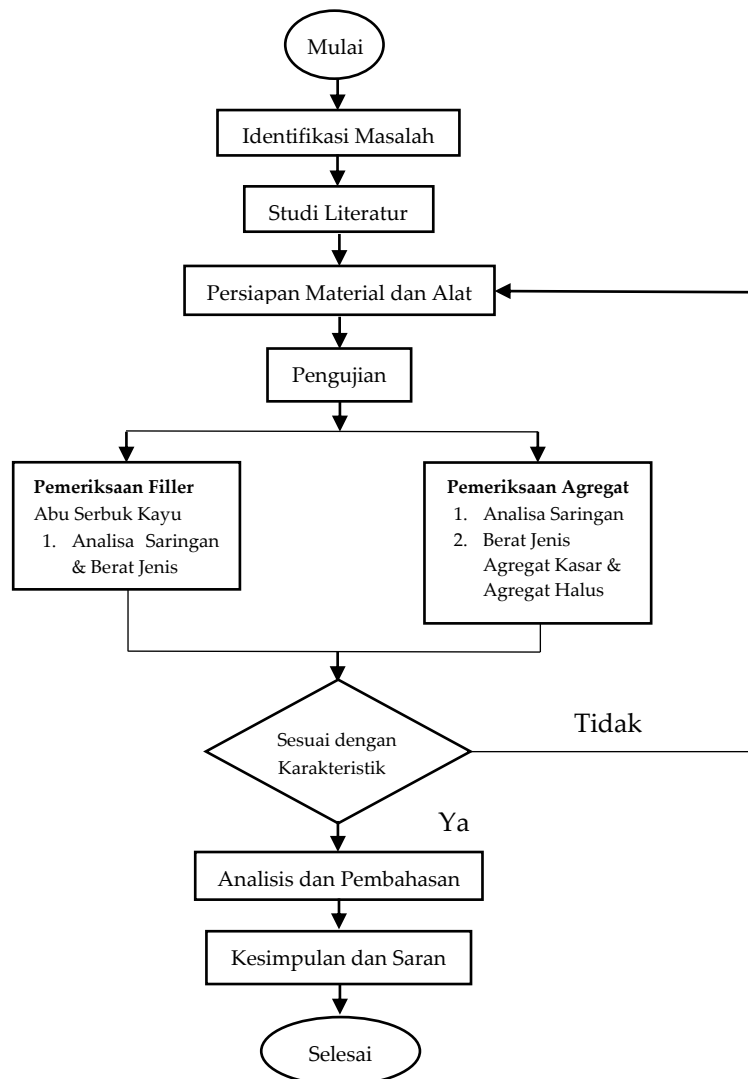 Mulai
Identifikasi Masalah
Studi Literatur
Persiapan Material dan Alat
Pengujian
Pemeriksaan Filler
Abu Serbuk Kayu
1. Analisa Saringan
& Berat Jenis
Pemeriksaan Agregat
1. Analisa Saringan
2. Berat Jenis
Agregat Kasar &
Agregat Halus
Sesuai dengan
Karakteristik
Tidak
Ya
Analisis dan Pembahasan
Kesimpulan dan Saran
Selesai